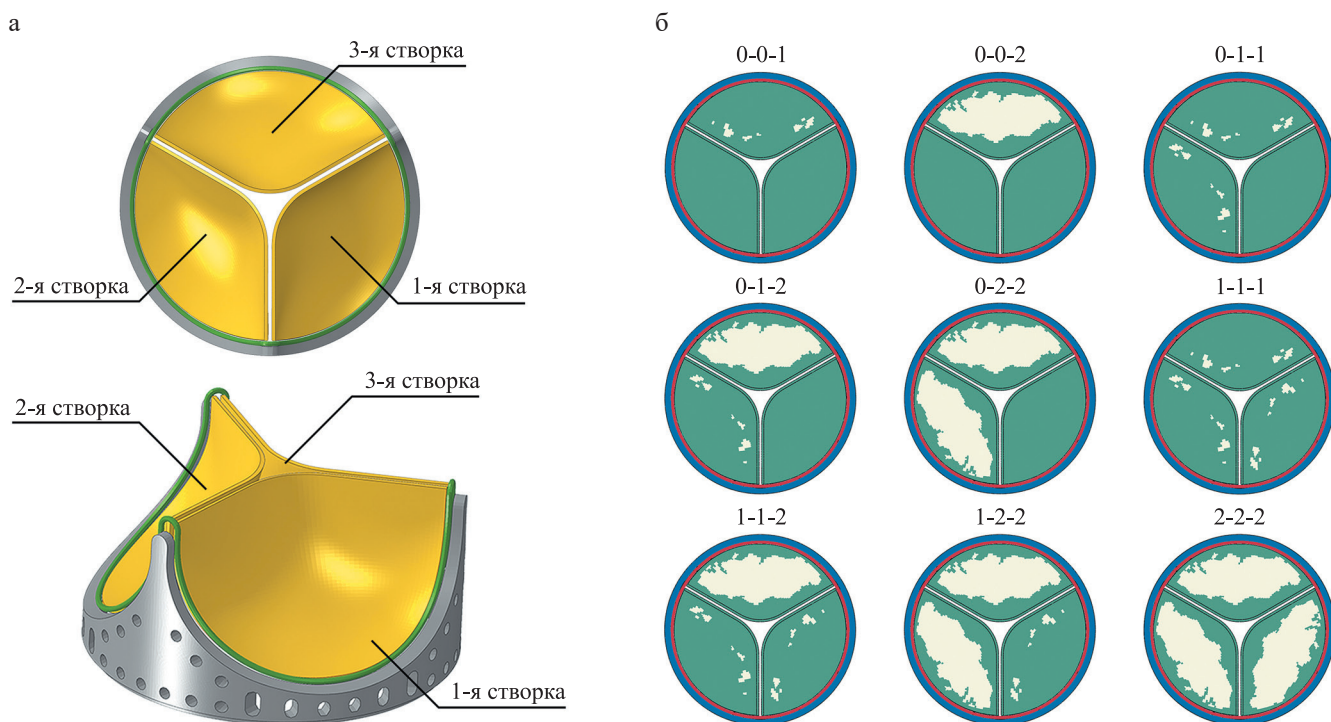 а
3-я створка
2-я створка
1-я створка
3-я створка
2-я створка
1-я створка
б
0-0-1
0-0-2
0-1-1
0-1-2
0-2-2
1-1-1
1-1-2
1-2-2
2-2-2